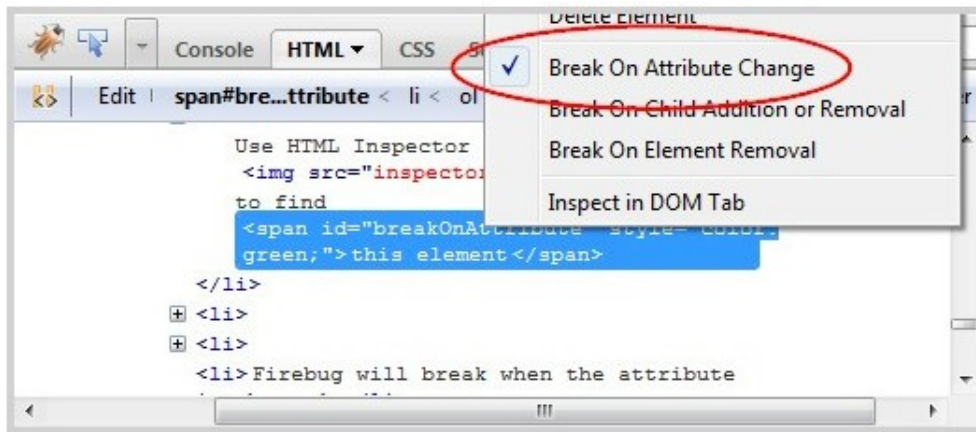 Delete Element
Console HTML CSS
Break On Attribute Change
Edit span#bre...ttribute < li < ol
Break On Child Addition or Removal
Use HTML Inspector
Break On Element Removal
<img src="inspector
to find
Inspect in DOM Tab
<span id="breakOnAttribute" style="color:
green;">this element</span>
</li>
<li>
<li>
<li>Firebug will break when the attribute